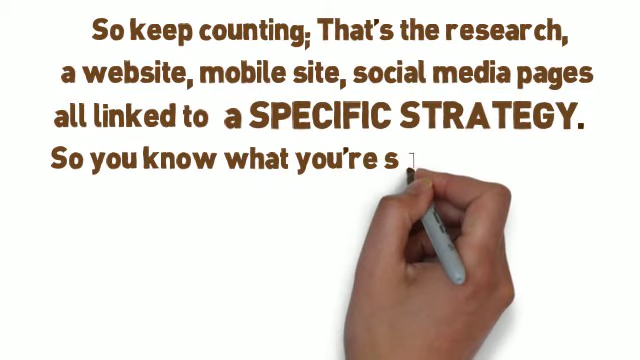 So keep counting; That's the research,
a website, mobile site, social media pages
all linked to a SPECIFIC STRATEGY.
So you know what you're s